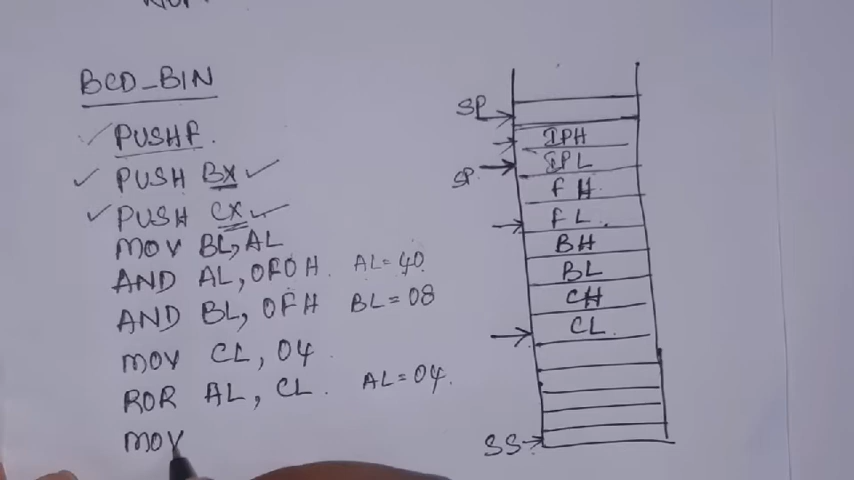 BCD_BIN
PUSHF.
PUSH BX
PUSH CX
MOV BL, AL
AND AL, 0F0H. AL=40.
AND BL, 0FH BL=08
MOV CL, 04.
ROR AL, CL. AL=04.
MOV
SP
IPH
IPL
SP.
FH.
FL.
BH
BL
CH
CL.
SS